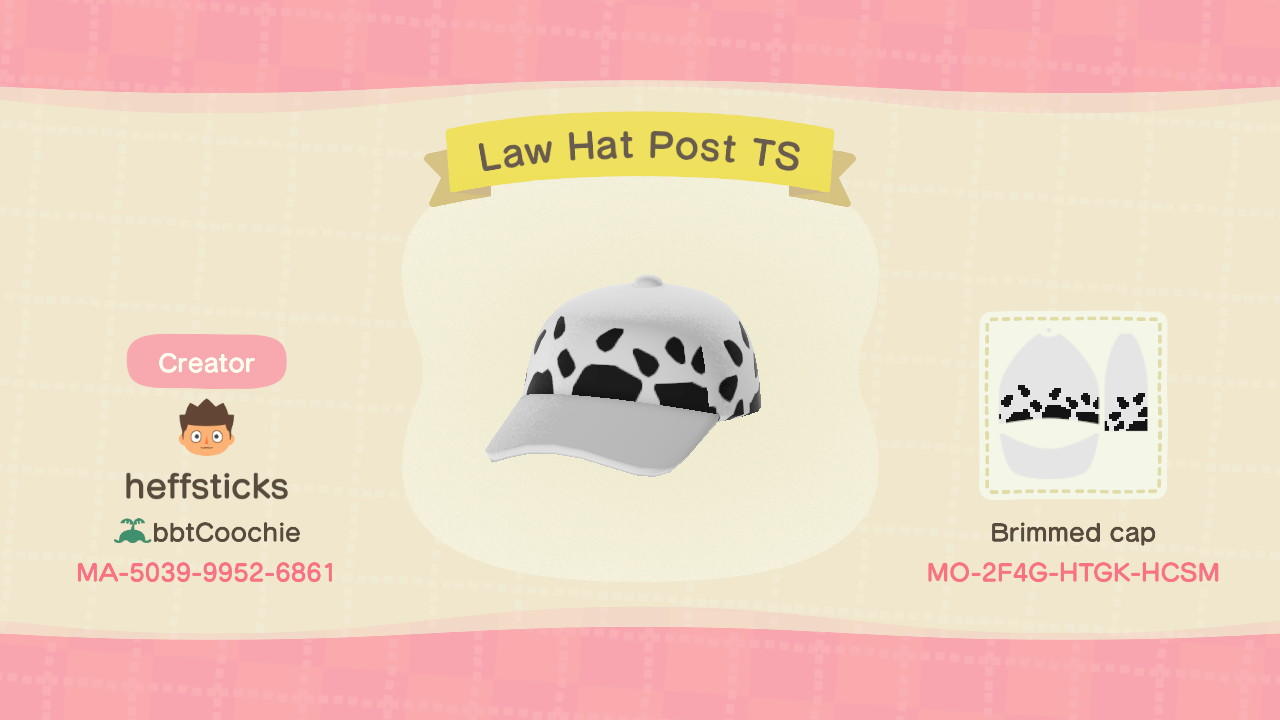 Law Hat Post TS
Creator
heffsticks
bbtCoochie
MA-5039-9952-6861
Brimmed cap
MO-2F4G-HTGK-HCSM